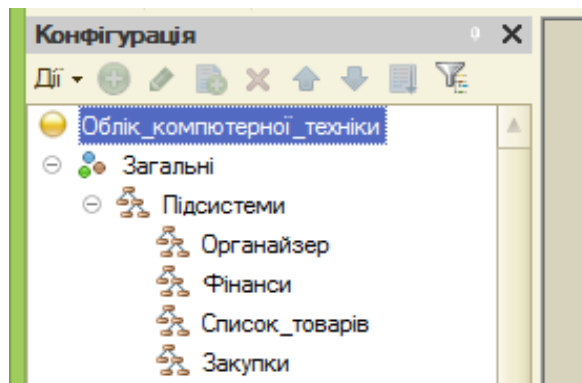 Конфігурація
Дії
Облік_компютерної_техніки
Загальні
Підсистеми
Органайзер
Фінанси
Список_товарів
Закупки